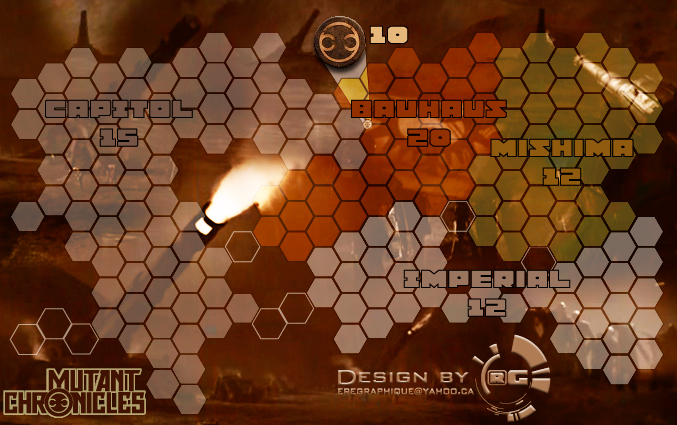 10
CAPITOL
15
BAUHAUS
20
MISHIMA
12
IMPERIAL
12
DESIGN BY RG
EREGRAPHIQUE@YAHOO.CA
MUTANT
CHRONICLES